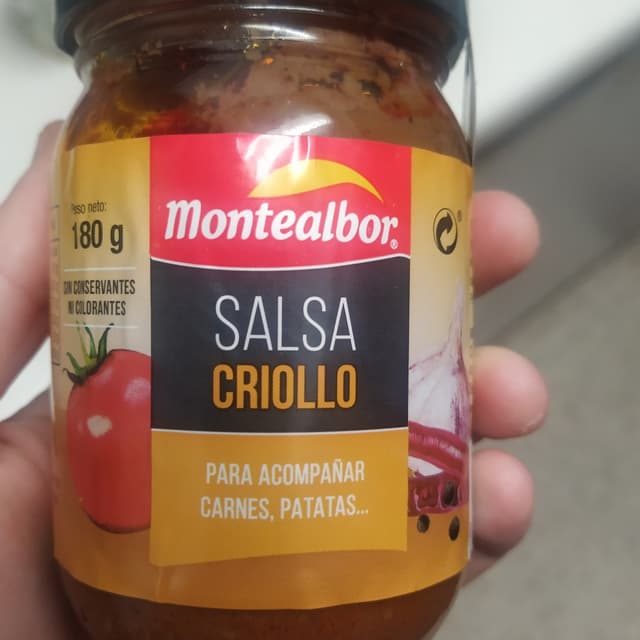 Peso neto:
180 g
SIN CONSERVANTES
NI COLORANTES
Montealbor®
SALSA
CRIOLLO
PARA ACOMPAÑAR
CARNES, PATATAS...